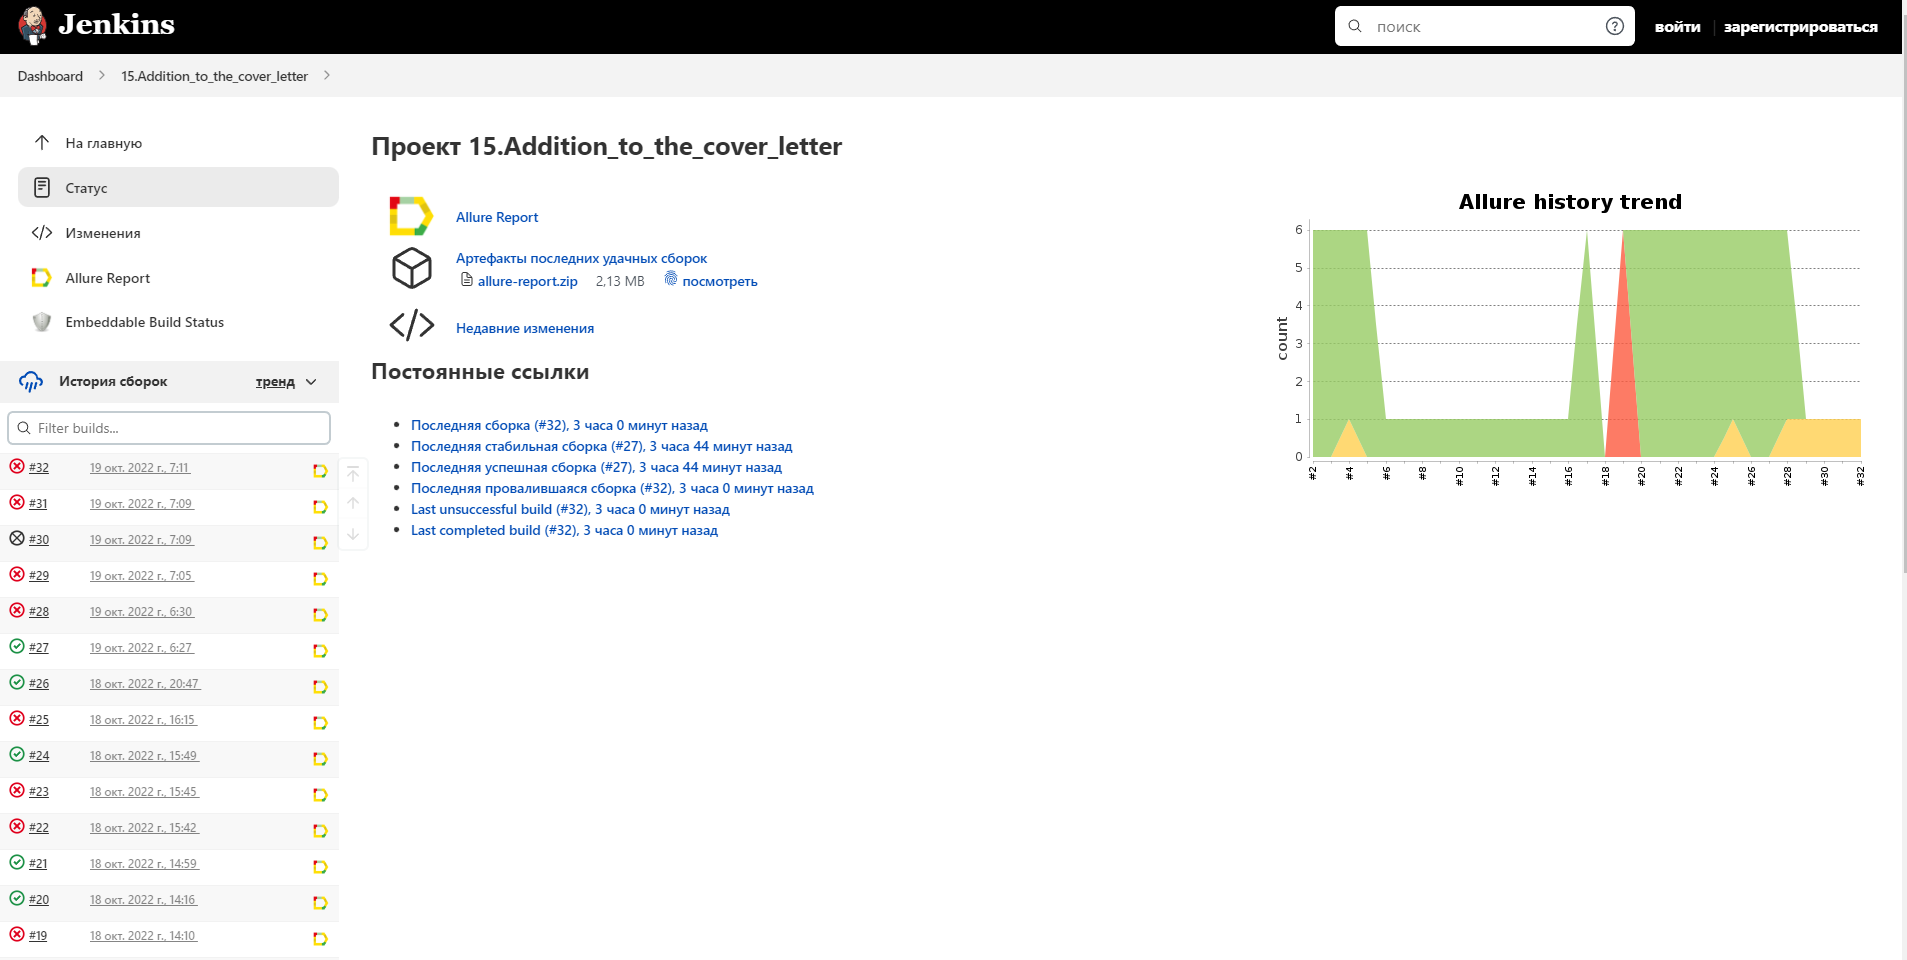 Jenkins
поиск
войти
зарегистрироваться
Dashboard
15.Addition_to_the_cover_letter
На главную
Статус
Изменения
Allure Report
Embeddable Build Status
История сборок
тренд
Filter builds...
#32 19 окт. 2022 г., 7:11
#31 19 окт. 2022 г., 7:09
#30 19 окт. 2022 г., 7:09
#29 19 окт. 2022 г., 7:05
#28 19 окт. 2022 г., 6:30
#27 19 окт. 2022 г., 6:27
#26 18 окт. 2022 г., 20:47
#25 18 окт. 2022 г., 16:15
#24 18 окт. 2022 г., 15:49
#23 18 окт. 2022 г., 15:45
#22 18 окт. 2022 г., 15:42
#21 18 окт. 2022 г., 14:59
#20 18 окт. 2022 г., 14:16
#19 18 окт. 2022 г., 14:10
Проект 15.Addition_to_the_cover_letter
Allure Report
Артефакты последних удачных сборок
allure-report.zip 2,13 MB посмотреть
Недавние изменения
Постоянные ссылки
Последняя сборка (#32), 3 часа 0 минут назад
Последняя стабильная сборка (#27), 3 часа 44 минут назад
Последняя успешная сборка (#27), 3 часа 44 минут назад
Последняя провалившаяся сборка (#32), 3 часа 0 минут назад
Last unsuccessful build (#32), 3 часа 0 минут назад
Last completed build (#32), 3 часа 0 минут назад
Allure history trend
count
6
5
4
3
2
1
0
#2 #4 #6 #8 #10 #12 #14 #16 #18 #20 #22 #24 #26 #28 #30 #32